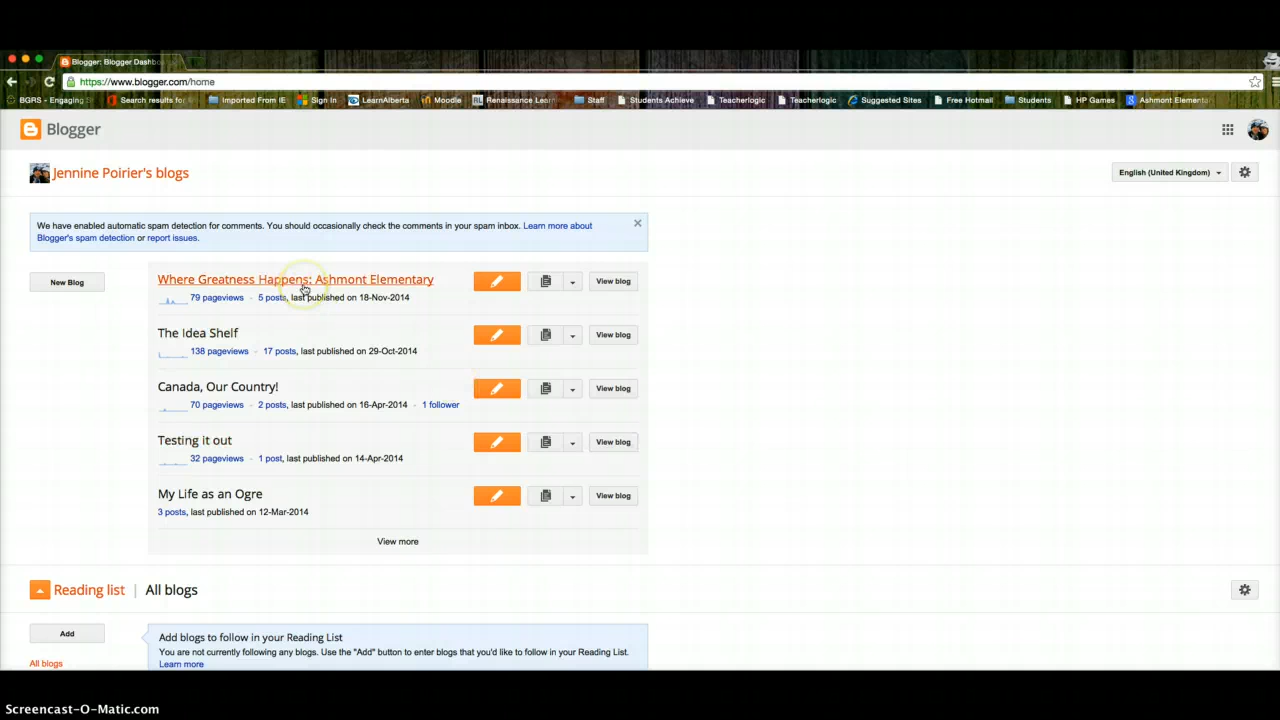 Blogger: Blogger Dashbo
https://www.blogger.com/home
BGRS - Engaging St
Search results for
Imported From IE
Sign In
LearnAlberta
Moodle
Renaissance Learn
Staff
Students Achieve
Teacherlogic
Teacherlogic
Suggested Sites
Free Hotmail
Students
HP Games
Ashmont Elementa
Blogger
Jennine Poirier's blogs
English (United Kingdom)
We have enabled automatic spam detection for comments. You should occasionally check the comments in your spam inbox. Learn more about
Blogger's spam detection or report issues.
New Blog
Where Greatness Happens: Ashmont Elementary
View blog
79 pageviews - 5 posts, last published on 18-Nov-2014
The Idea Shelf
View blog
138 pageviews - 17 posts, last published on 29-Oct-2014
Canada, Our Country!
View blog
70 pageviews - 2 posts, last published on 16-Apr-2014 - 1 follower
Testing it out
View blog
32 pageviews - 1 post, last published on 14-Apr-2014
My Life as an Ogre
View blog
3 posts, last published on 12-Mar-2014
View more
Reading list | All blogs
Add
Add blogs to follow in your Reading List
You are not currently following any blogs. Use the "Add" button to enter blogs that you'd like to follow in your Reading List.
All blogs
Learn more
Screencast-O-Matic.com